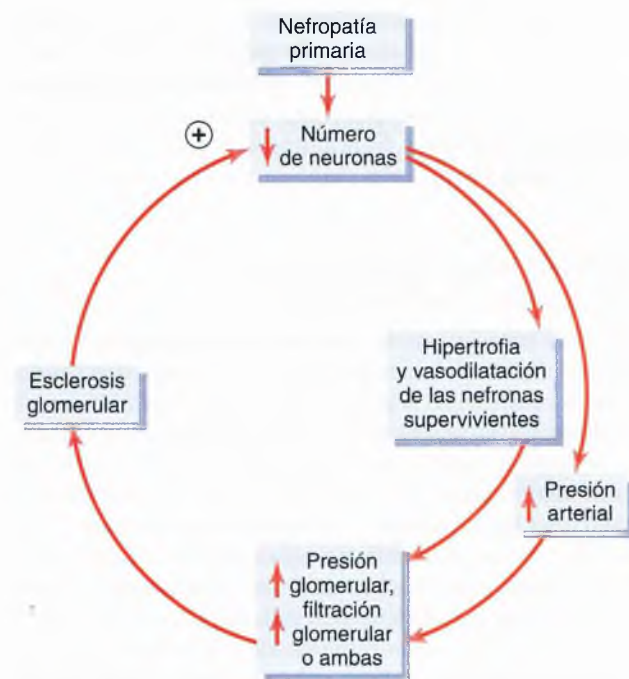 Nefropatía
primaria
+
Número
de neuronas
Hipertrofia
y vasodilatación
de las nefronas
supervivientes
Presión
arterial
Presión
glomerular,
filtración
glomerular
o ambas
Esclerosis
glomerular